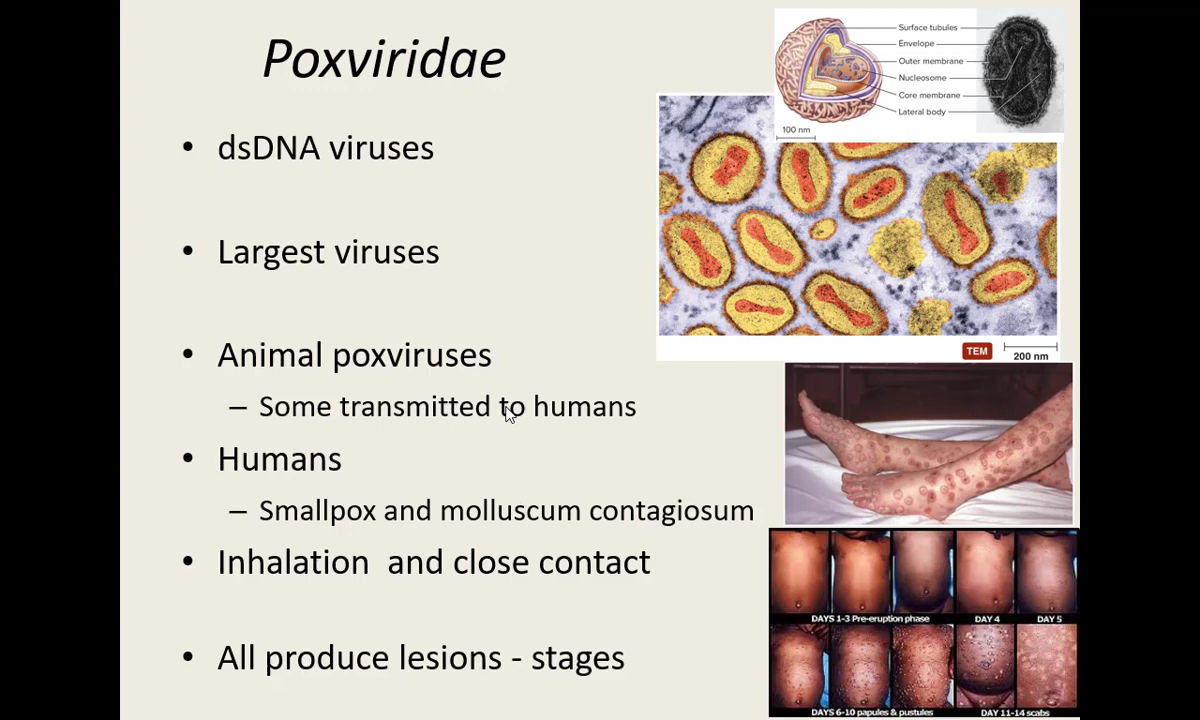 Poxviridae
• dsDNA viruses
• Largest viruses
• Animal poxviruses
– Some transmitted to humans
• Humans
– Smallpox and molluscum contagiosum
• Inhalation  and close contact
• All produce lesions - stages
Surface tubules
Envelope
Outer membrane
Nucleosome
Core membrane
Lateral body
100 nm
TEM
200 nm
DAYS 1-3 Pre-eruption phase
DAY 4
DAY 5
DAYS 6-10 papules & pustules
DAY 11-14 scabs